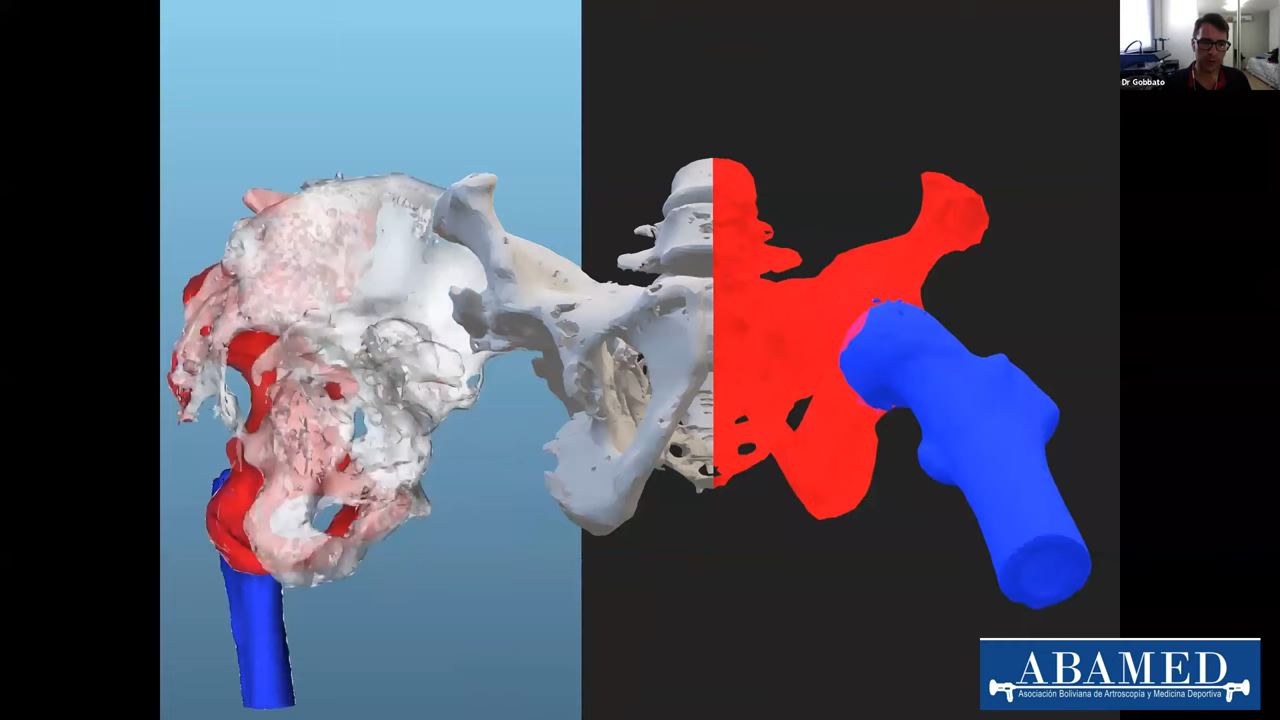 Dr Gobbato
ABAMED
Asociación Boliviana de Artroscopía y Medicina Deportiva